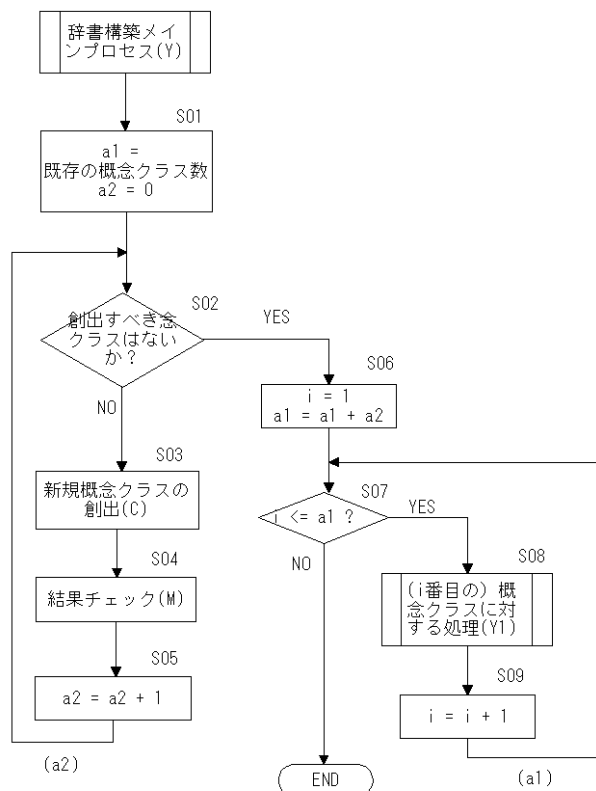 辞書構築メイ
ンプロセス(Y)
S01
a1 =
既存の概念クラス数
a2 = 0
S02
創出すべき念
クラスはない
か？
YES
NO
S03
新規概念クラスの
創出(C)
S04
結果チェック(M)
S05
a2 = a2 + 1
(a2)
S06
i = 1
a1 = a1 + a2
S07
i <= a1 ?
YES
NO
S08
(i番目の) 概
念クラスに対
する処理(Y1)
S09
i = i + 1
(a1)
END